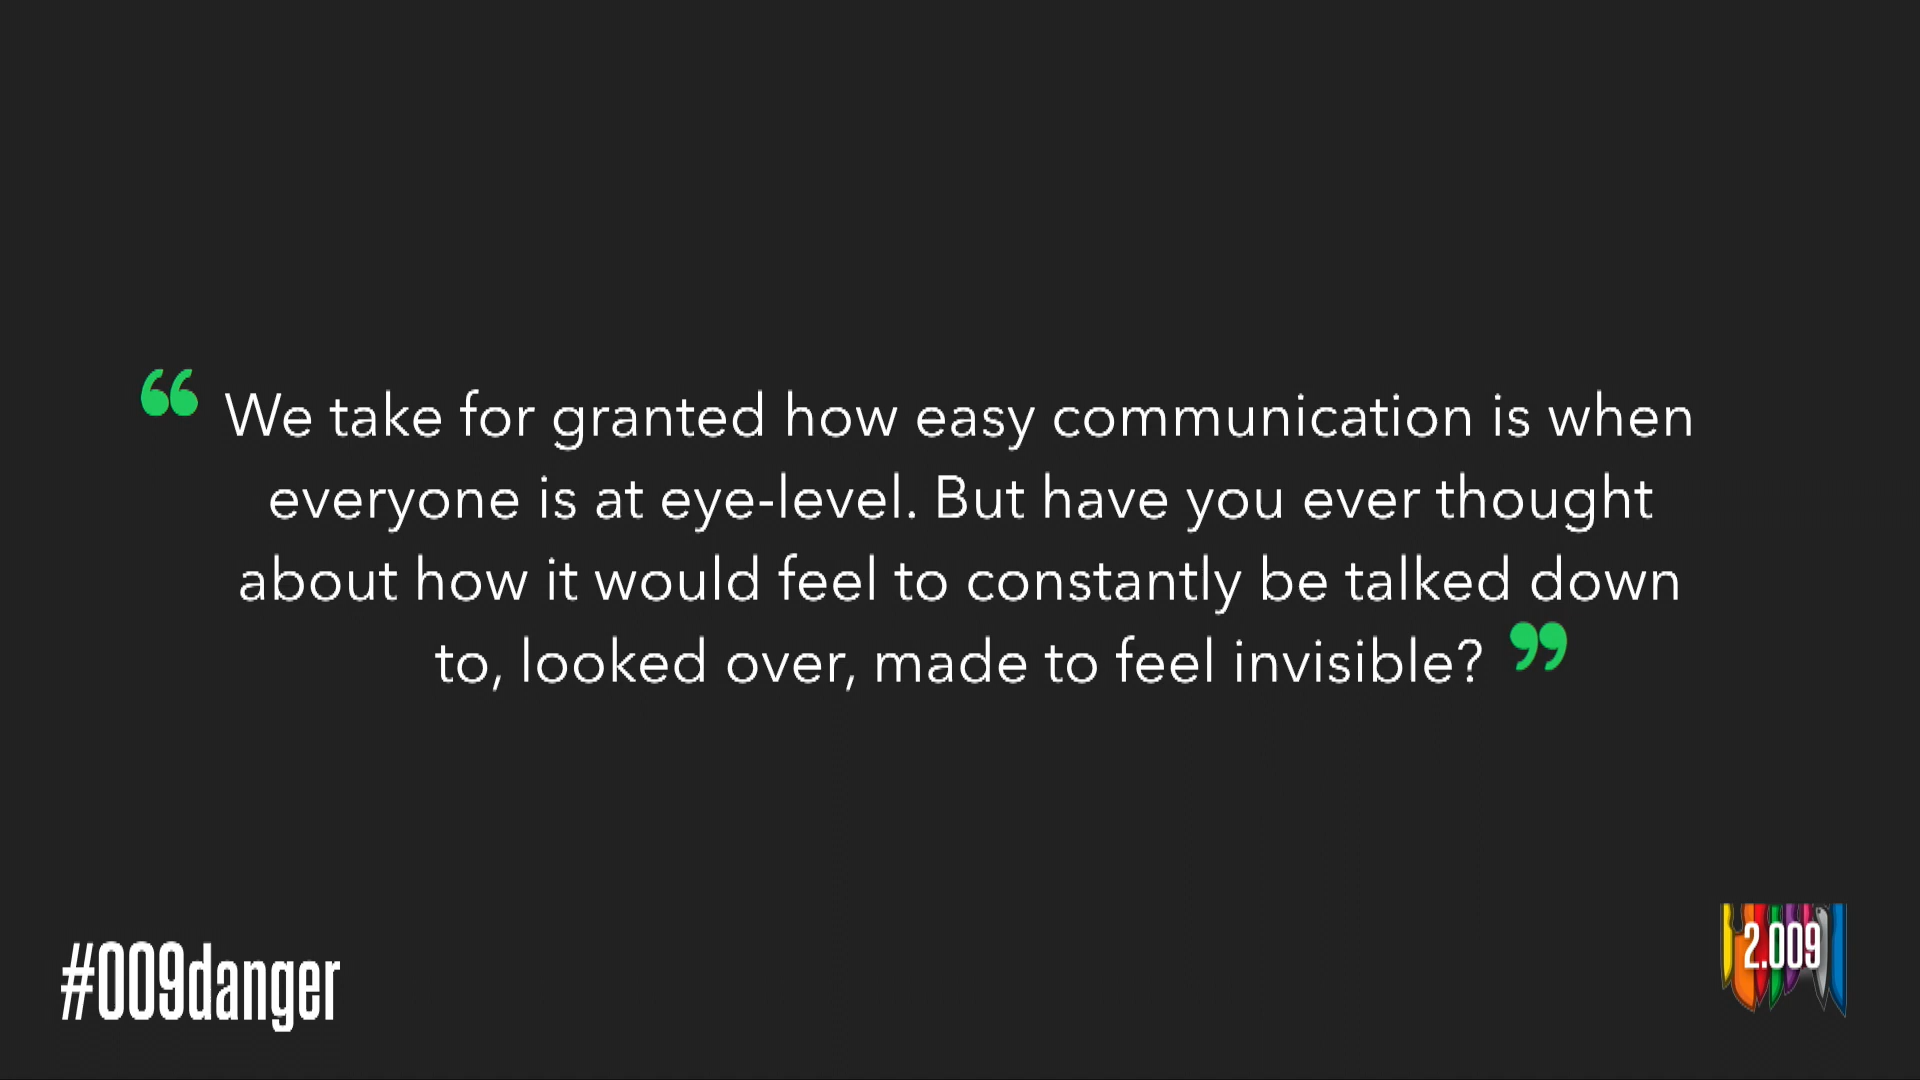 “ We take for granted how easy communication is when
everyone is at eye-level. But have you ever thought
about how it would feel to constantly be talked down
to, looked over, made to feel invisible? ”
#009danger
2.009